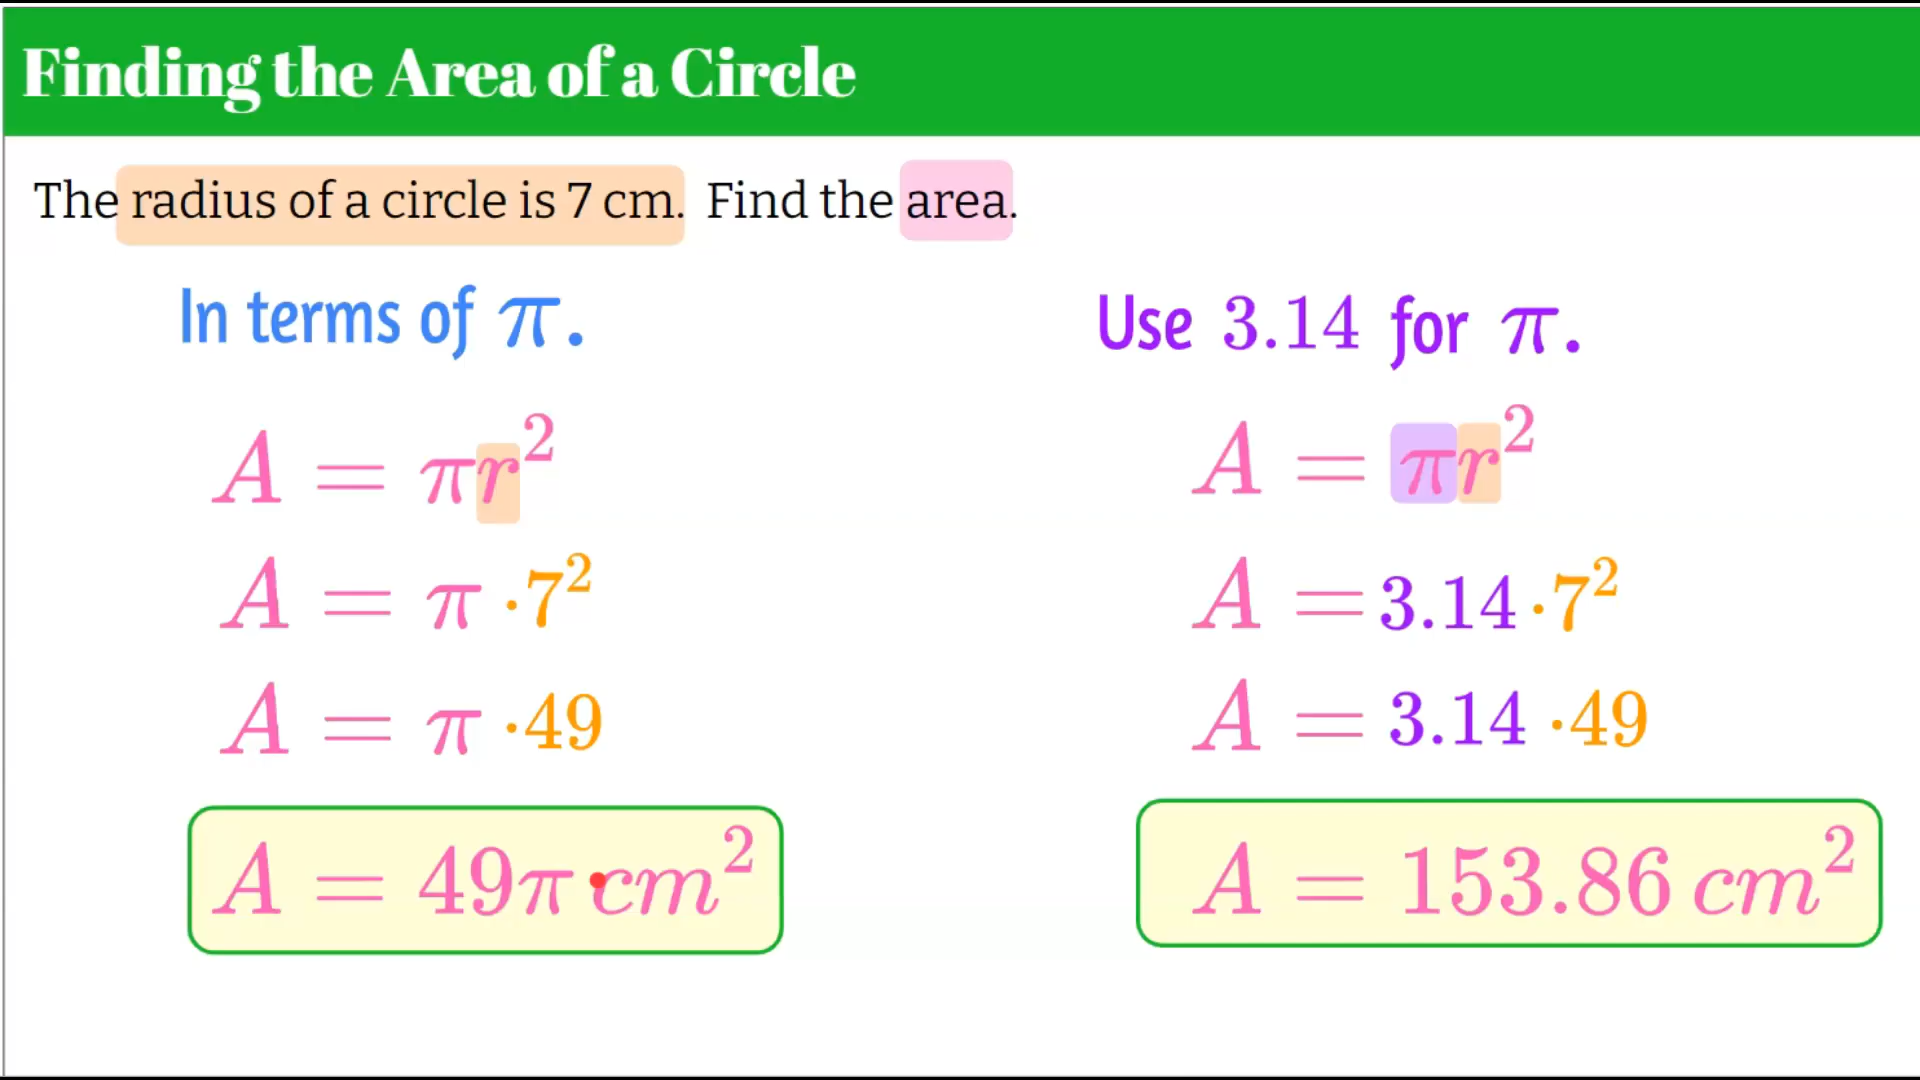 Finding the Area of a Circle
The radius of a circle is 7 cm. Find the area.
In terms of π.
A = πr²
A = π · 7²
A = π · 49
A = 49π cm²
Use 3.14 for π.
A = πr²
A = 3.14 · 7²
A = 3.14 · 49
A = 153.86 cm²